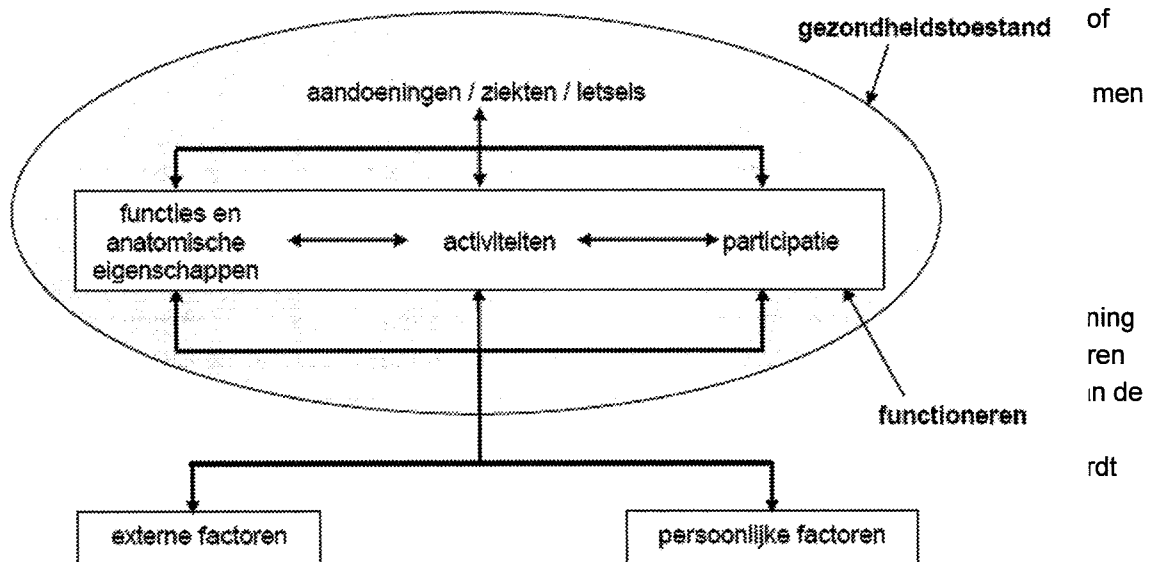 gezondheidstoestand
of
aandoeningen / ziekten / letsels
men
functies en
anatomische
eigenschappen
activiteiten
participatie
ning
ren
functioneren
n de
rdt
externe factoren
persoonlijke factoren